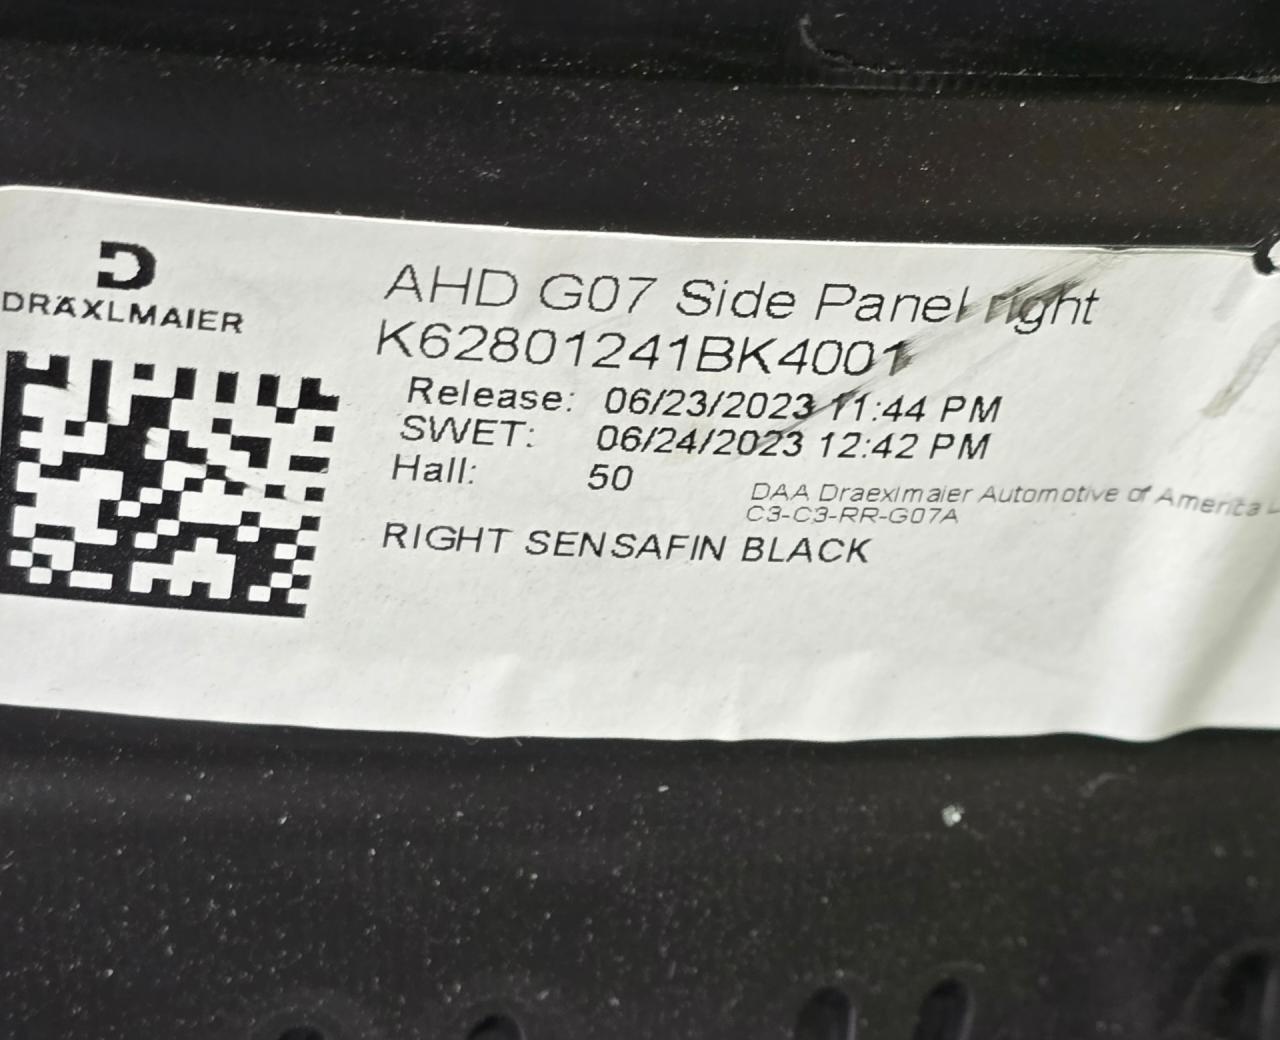 DRÄXLMAIER
AHD G07 Side Panel right
K62801241BK4001
Release: 06/23/2023 11:44 PM
SWET: 06/24/2023 12:42 PM
Hall: 50
DAA Draexlmaier Automotive of America
C3-C3-RR-G07A
RIGHT SENSAFIN BLACK